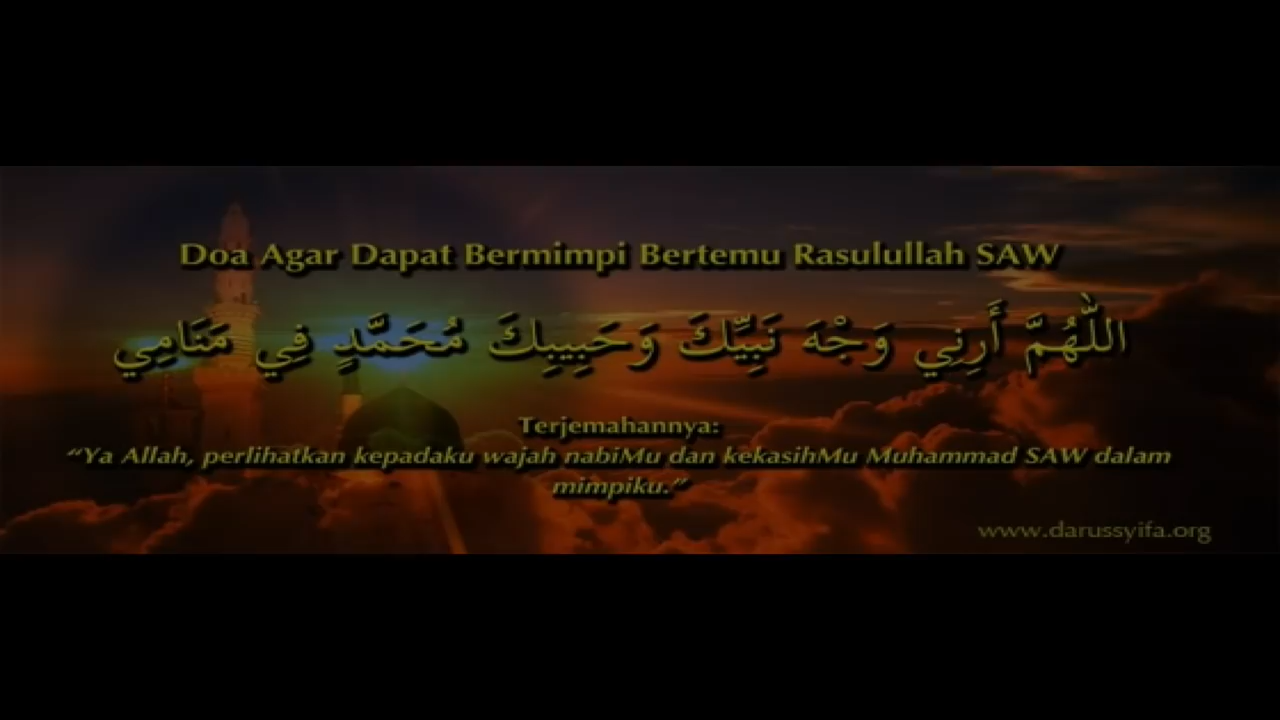 Doa Agar Dapat Bermimpi Bertemu Rasulullah SAW
اللّٰهُمَّ أَرِنِي وَجْهَ نَبِيِّكَ وَحَبِيبِكَ مُحَمَّدٍ فِي مَنَامِي
Terjemahannya:
“Ya Allah, perlihatkan kepadaku wajah nabiMu dan kekasihMu Muhammad SAW dalam
mimpiku.”
www.darussyifa.org